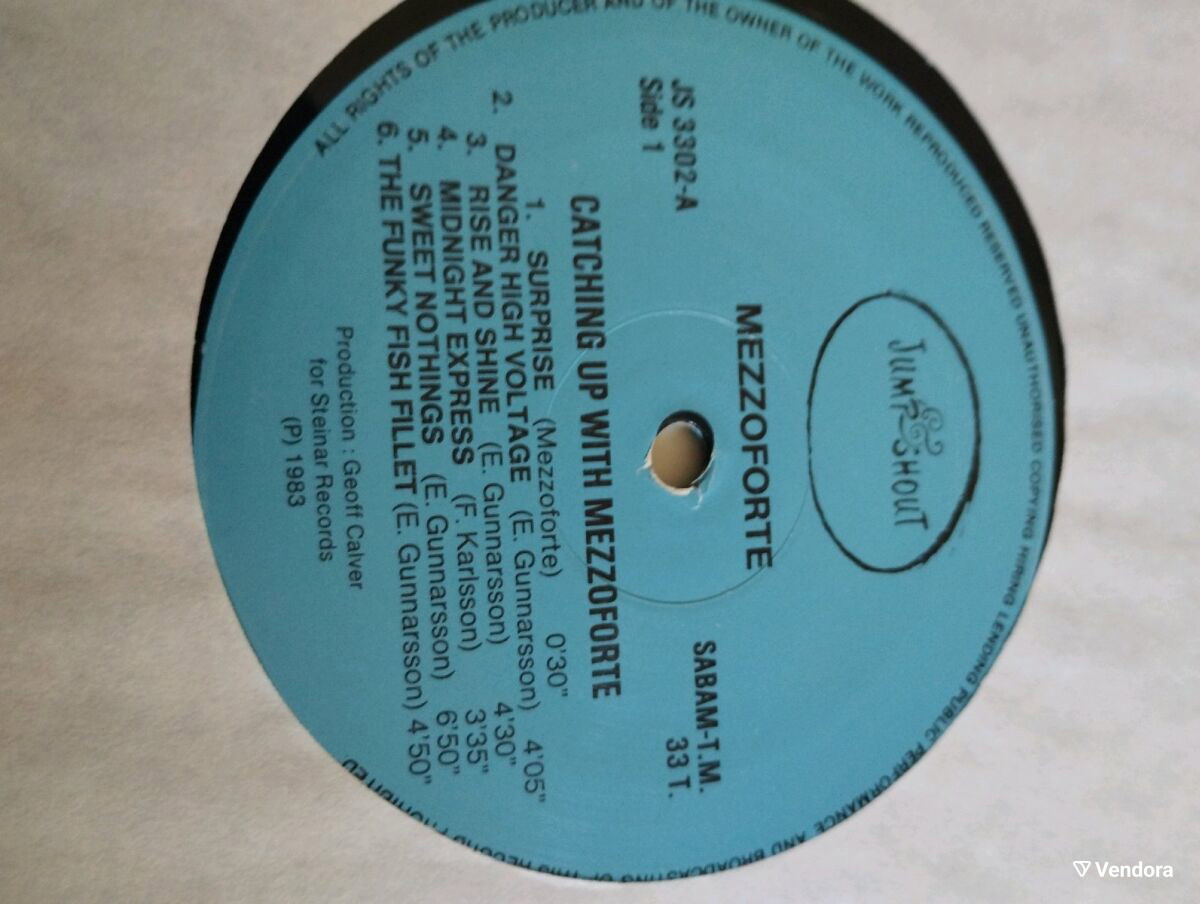 ALL RIGHTS OF THE PRODUCER AND OF THE OWNER OF THE WORK REPRODUCED RESERVED UNAUTHORISED COPYING HIRING LENDING PUBLIC PERFORMANCE AND BROADCASTING OF THIS RECORD PROHIBITED
JUMP & SHOUT
MEZZOFORTE
JS 3302-A
Side 1
SABAM-T.M.
33 T.
CATCHING UP WITH MEZZOFORTE
1. SURPRISE (Mezzoforte) 0'30"
2. DANGER HIGH VOLTAGE (E. Gunnarsson) 4'05"
3. RISE AND SHINE (E. Gunnarsson) 4'30"
4. MIDNIGHT EXPRESS (F. Karlsson) 3'35"
5. SWEET NOTHINGS (E. Gunnarsson) 6'50"
6. THE FUNKY FISH FILLET (E. Gunnarsson) 4'50"
Production : Geoff Calver
for Steinar Records
(P) 1983
Vendora